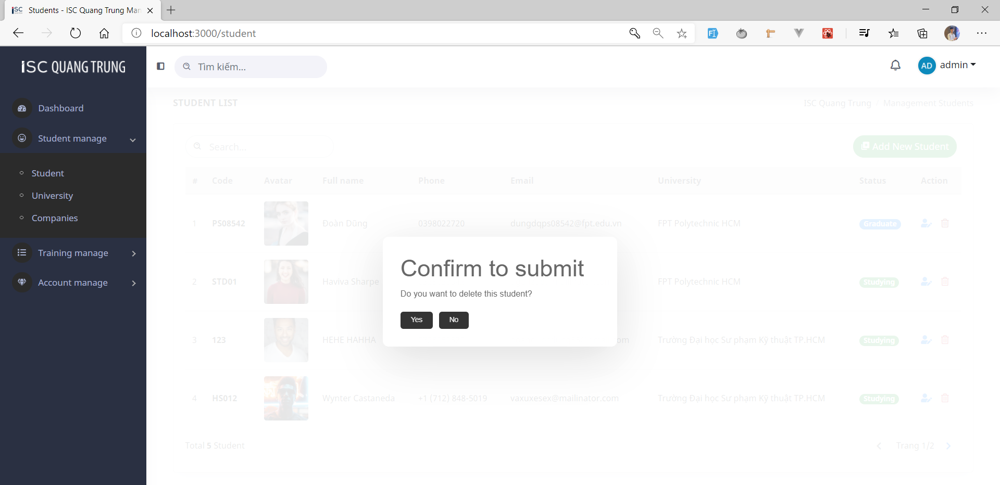 Students - ISC Quang Trung Man
localhost:3000/student
ISC QUANG TRUNG
Tìm kiếm...
AD admin
Dashboard
Student manage
Student
University
Companies
Training manage
Account manage
STUDENT LIST
ISC Quang Trung / Management Students
Search...
Add New Student
# Code Avatar Full name Phone Email University Status Action
1 PS08542 Đoàn Dũng 0398022720 dungdqps08542@fpt.edu.vn FPT Polytechnic HCM Graduate
2 STD01 Haviva Sharpe FPT Polytechnic HCM Studying
3 123 HEHE HAHHA om Trường Đại học Sư phạm Kỹ thuật TP.HCM Studying
4 HS012 Wynter Castaneda +1 (712) 848-5019 vaxuxesex@mailinator.com Trường Đại học Sư phạm Kỹ thuật TP.HCM Studying
Confirm to submit
Do you want to delete this student?
Yes No
Total 5 Student
Trang 1/2